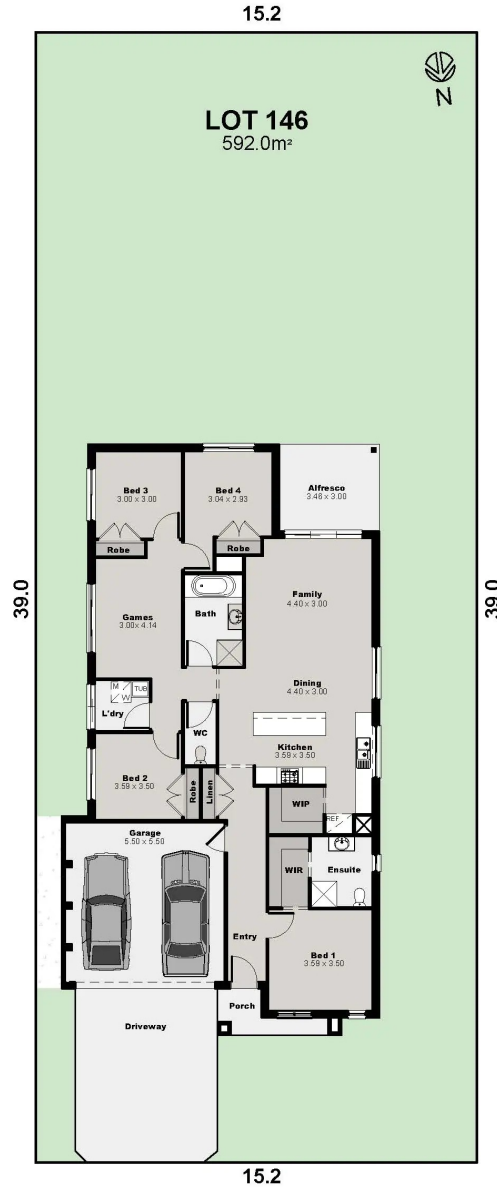 15.2
N
LOT 146
592.0m²
39.0
39.0
Bed 3
3.00 x 3.00
Bed 4
3.04 x 2.93
Alfresco
3.46 x 3.00
Robe
Robe
Games
3.00x 4.14
Bath
Family
4.40 x 3.00
Dining
4.40 x 3.00
M
W
TUB
L'dry
WC
Kitchen
3.59 x 3.50
Bed 2
3.59 x 3.50
Robe
Linen
WIP
REF
Garage
5.50 x 5.50
WIR
Ensuite
Entry
Bed 1
3.59 x 3.50
Porch
Driveway
15.2